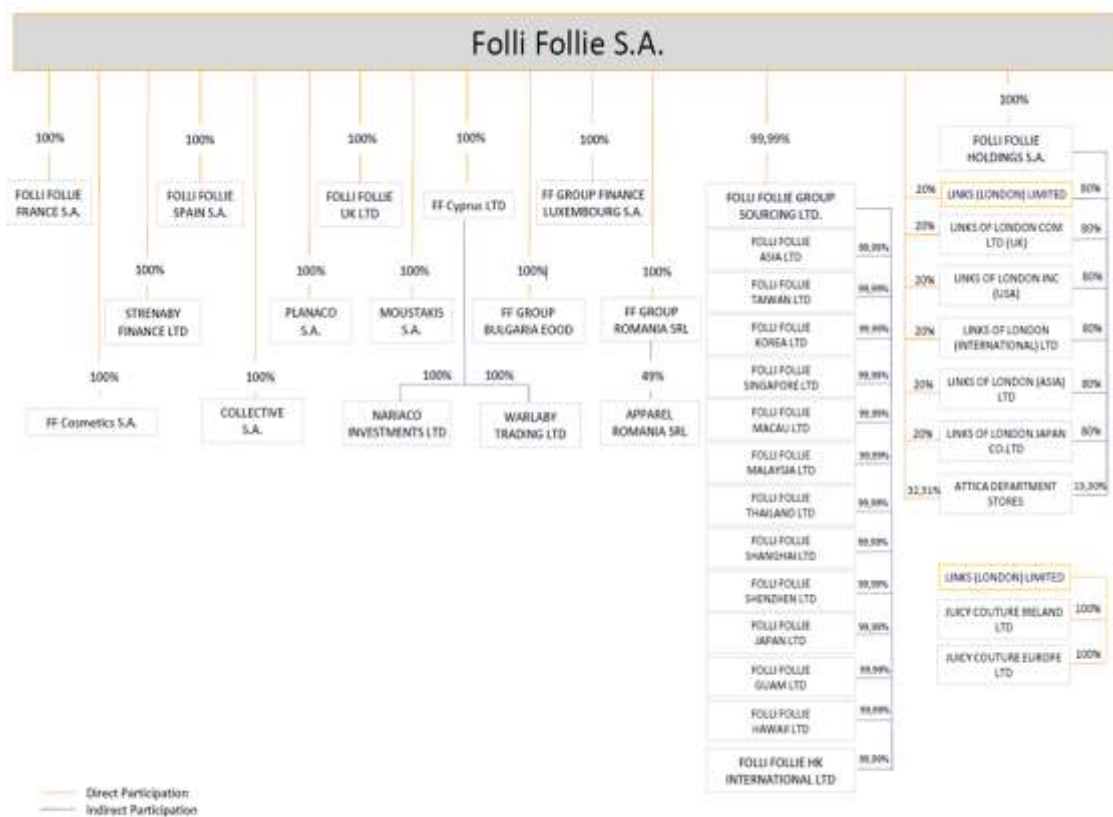 Folli Follie S.A.
100%
100%
100%
100%
100%
99,99%
100%
FOLLI FOLLIE
FRANCE S.A.
FOLLI FOLLIE
SPAIN S.A.
FOLLI FOLLIE
UK LTD
FF Cyprus LTD
FF GROUP FINANCE
LUXEMBOURG S.A.
100%
STRENABY
FINANCE LTD
100%
PLANACO
S.A.
100%
MOUSTAKIS
S.A.
100%
FF GROUP
BULGARIA EOOD
100%
FF GROUP
ROMANIA SRL
100%
FF Cosmetics S.A.
100%
COLLECTIVE
S.A.
100%
NARIACO
INVESTMENTS LTD
100%
WARLABY
TRADING LTD
49%
APPAREL
ROMANIA SRL
FOLLI FOLLIE GROUP
SOURCING LTD.
FOLLI FOLLIE
ASIA LTD
99,99%
FOLLI FOLLIE
TAIWAN LTD
99,99%
FOLLI FOLLIE
KOREA LTD
99,99%
FOLLI FOLLIE
SINGAPORE LTD
99,99%
FOLLI FOLLIE
MACAU LTD
99,99%
FOLLI FOLLIE
MALAYSIA LTD
99,99%
FOLLI FOLLIE
THAILAND LTD
99,99%
FOLLI FOLLIE
SHANGHAI LTD
99,99%
FOLLI FOLLIE
SHENZHEN LTD
99,99%
FOLLI FOLLIE
JAPAN LTD
99,99%
FOLLI FOLLIE
GUAM LTD
99,99%
FOLLI FOLLIE
HAWAII LTD
99,99%
FOLLI FOLLIE HK
INTERNATIONAL LTD
99,99%
FOLLI FOLLIE
HOLDINGS S.A.
20%
LINKS (LONDON) LIMITED
80%
20%
LINKS OF LONDON COM
LTD (UK)
80%
20%
LINKS OF LONDON INC
(USA)
80%
20%
LINKS OF LONDON
(INTERNATIONAL) LTD
80%
20%
LINKS OF LONDON (ASIA)
LTD
80%
20%
LINKS OF LONDON JAPAN
CO.LTD
80%
32,31%
ATTICA DEPARTMENT
STORES
LINKS (LONDON) LIMITED
JUICY COUTURE IRELAND
LTD
100%
JUICY COUTURE EUROPE
LTD
100%
Direct Participation
Indirect Participation